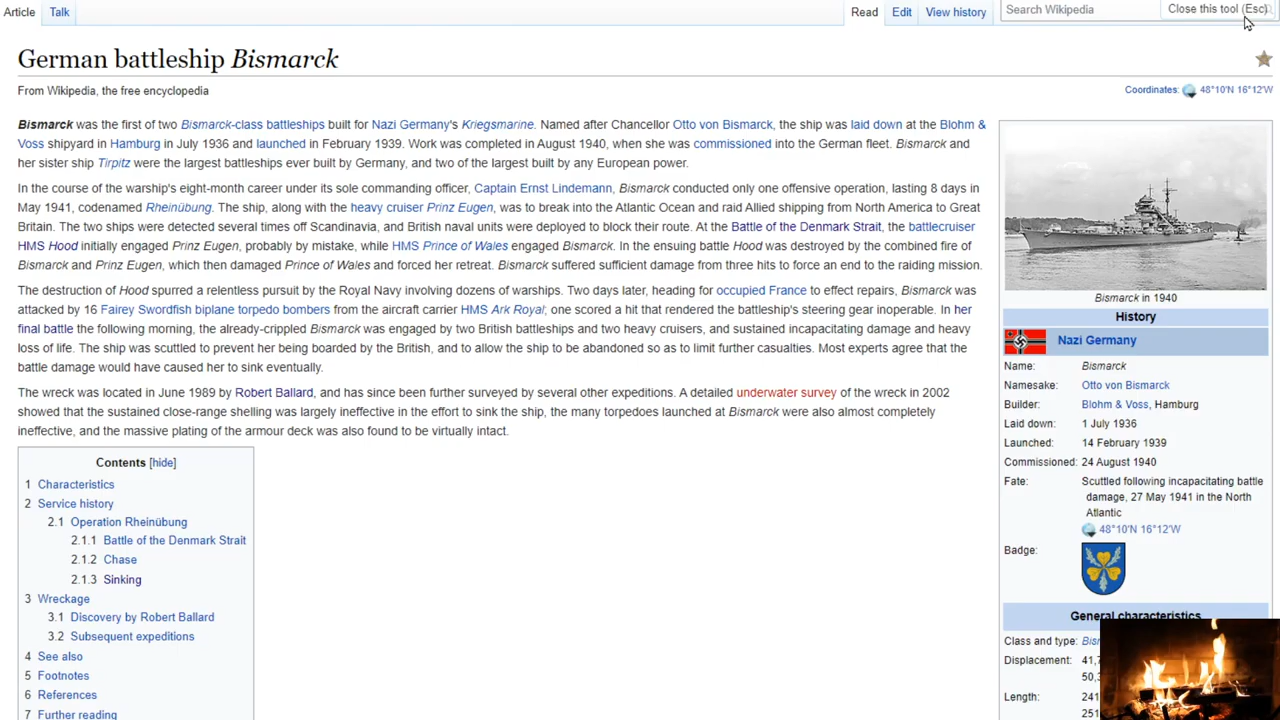 Article
Talk
Read
Edit
View history
Search Wikipedia
Close this tool (Esc)
German battleship Bismarck
From Wikipedia, the free encyclopedia
Coordinates: 48°10′N 16°12′W
Bismarck was the first of two Bismarck-class battleships built for Nazi Germany's Kriegsmarine. Named after Chancellor Otto von Bismarck, the ship was laid down at the Blohm &
Voss shipyard in Hamburg in July 1936 and launched in February 1939. Work was completed in August 1940, when she was commissioned into the German fleet. Bismarck and
her sister ship Tirpitz were the largest battleships ever built by Germany, and two of the largest built by any European power.
In the course of the warship's eight-month career under its sole commanding officer, Captain Ernst Lindemann, Bismarck conducted only one offensive operation, lasting 8 days in
May 1941, codenamed Rheinübung. The ship, along with the heavy cruiser Prinz Eugen, was to break into the Atlantic Ocean and raid Allied shipping from North America to Great
Britain. The two ships were detected several times off Scandinavia, and British naval units were deployed to block their route. At the Battle of the Denmark Strait, the battlecruiser
HMS Hood initially engaged Prinz Eugen, probably by mistake, while HMS Prince of Wales engaged Bismarck. In the ensuing battle Hood was destroyed by the combined fire of
Bismarck and Prinz Eugen, which then damaged Prince of Wales and forced her retreat. Bismarck suffered sufficient damage from three hits to force an end to the raiding mission.
The destruction of Hood spurred a relentless pursuit by the Royal Navy involving dozens of warships. Two days later, heading for occupied France to effect repairs, Bismarck was
attacked by 16 Fairey Swordfish biplane torpedo bombers from the aircraft carrier HMS Ark Royal; one scored a hit that rendered the battleship's steering gear inoperable. In her
final battle the following morning, the already-crippled Bismarck was engaged by two British battleships and two heavy cruisers, and sustained incapacitating damage and heavy
loss of life. The ship was scuttled to prevent her being boarded by the British, and to allow the ship to be abandoned so as to limit further casualties. Most experts agree that the
battle damage would have caused her to sink eventually.
The wreck was located in June 1989 by Robert Ballard, and has since been further surveyed by several other expeditions. A detailed underwater survey of the wreck in 2002
showed that the sustained close-range shelling was largely ineffective in the effort to sink the ship, the many torpedoes launched at Bismarck were also almost completely
ineffective, and the massive plating of the armour deck was also found to be virtually intact.
Contents [hide]
1 Characteristics
2 Service history
2.1 Operation Rheinübung
2.1.1 Battle of the Denmark Strait
2.1.2 Chase
2.1.3 Sinking
3 Wreckage
3.1 Discovery by Robert Ballard
3.2 Subsequent expeditions
4 See also
5 Footnotes
6 References
7 Further reading
Bismarck in 1940
History
Nazi Germany
Name: Bismarck
Namesake: Otto von Bismarck
Builder: Blohm & Voss, Hamburg
Laid down: 1 July 1936
Launched: 14 February 1939
Commissioned: 24 August 1940
Fate: Scuttled following incapacitating battle
damage, 27 May 1941 in the North
Atlantic
48°10′N 16°12′W
Badge:
General characteristics
Class and type:
Displacement: 41,7
50,3
Length: 241
251